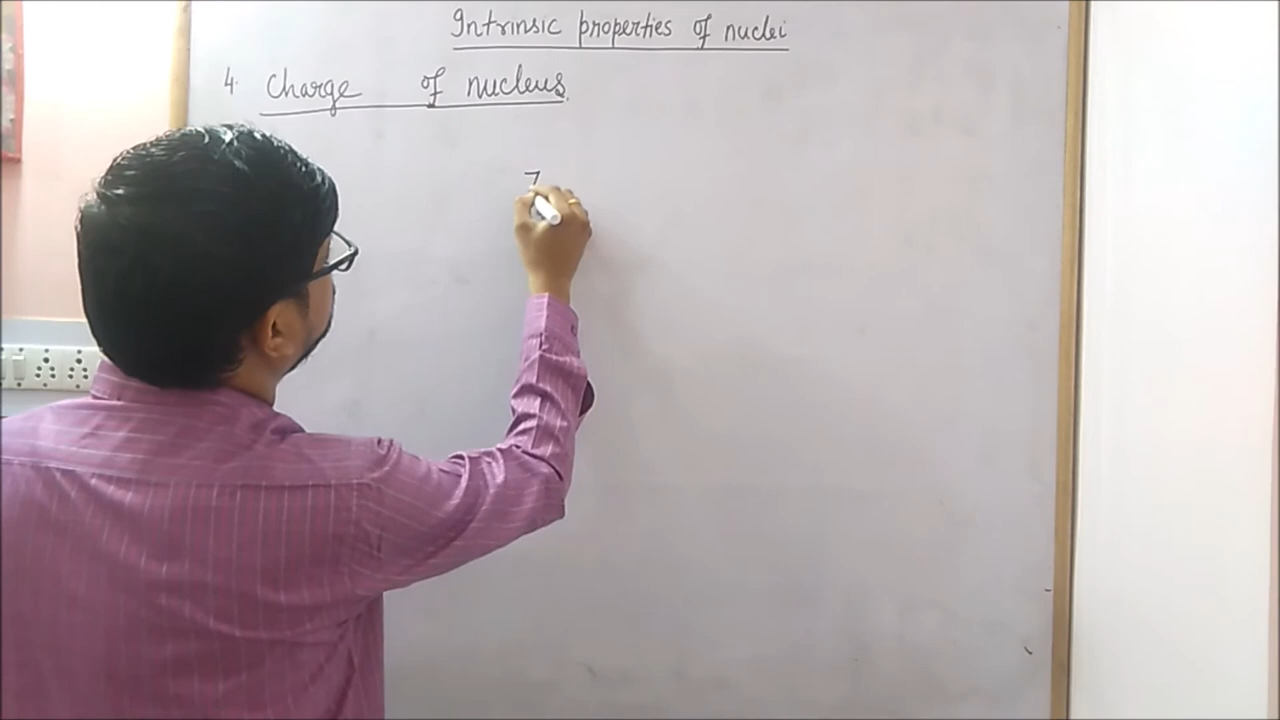 Intrinsic properties of nuclei
4. Charge of nucleus.